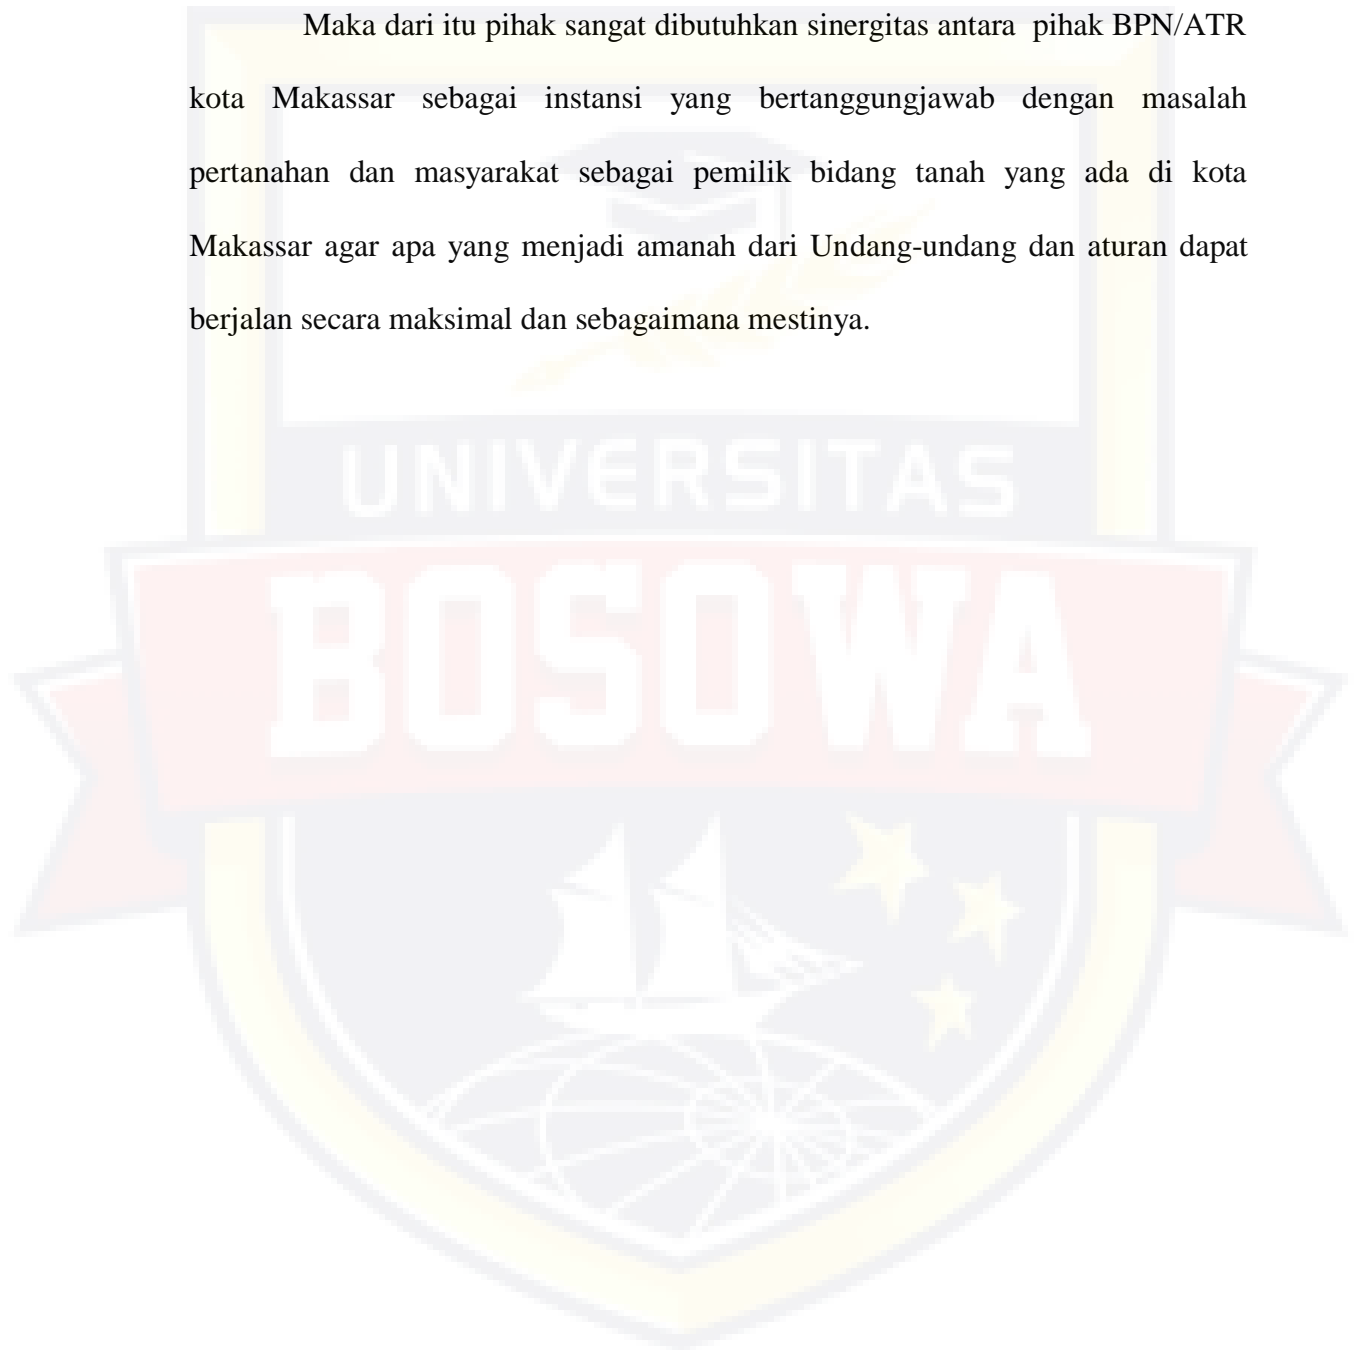 Maka dari itu pihak sangat dibutuhkan sinergitas antara  pihak BPN/ATR
kota Makassar sebagai instansi yang bertanggungjawab dengan masalah
pertanahan dan masyarakat sebagai pemilik bidang tanah yang ada di kota
Makassar agar apa yang menjadi amanah dari Undang-undang dan aturan dapat
berjalan secara maksimal dan sebagaimana mestinya.
UNIVERSITAS
BOSOWA